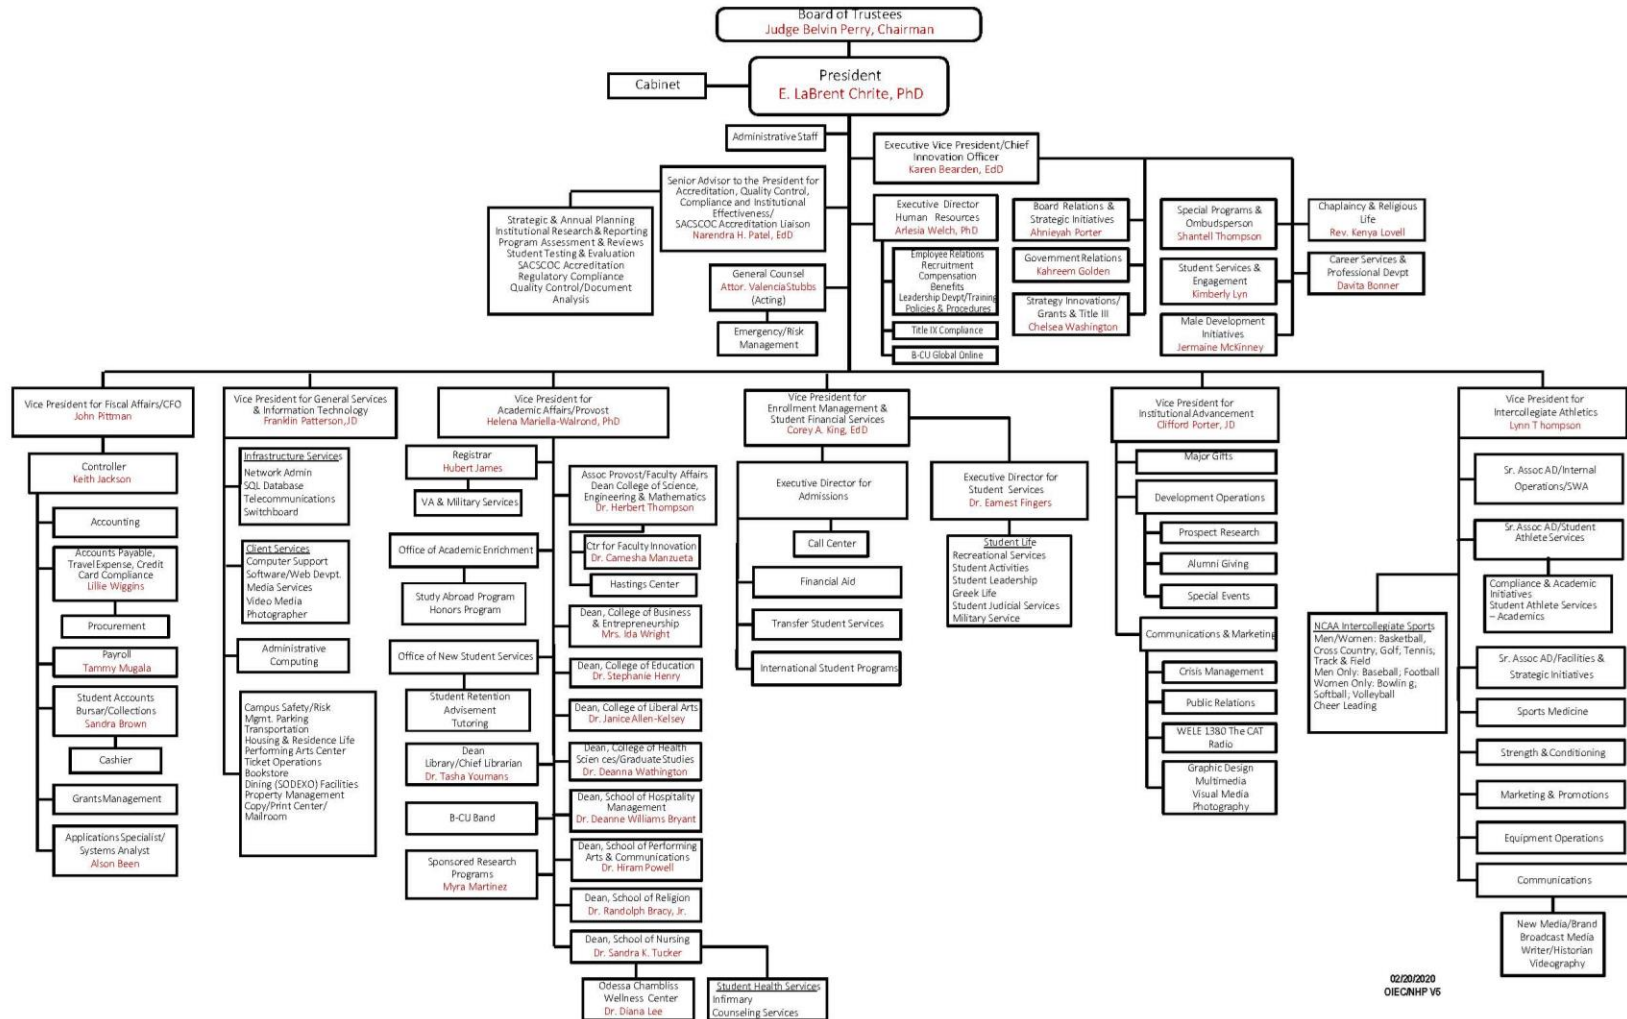 Board of Trustees
Judge Belvin Perry, Chairman
President
E. LaBrent Chrite, PhD
Cabinet
Administrative Staff
Executive Vice President/Chief
Innovation Officer
Karen Bearden, EdD
Senior Advisor to the President for
Accreditation, Quality Control,
Compliance and Institutional
Effectiveness/
SACSCOC Accreditation Liaison
Narendra H. Patel, EdD
Strategic & Annual Planning
Institutional Research & Reporting
Program Assessment & Reviews
Student Testing & Evaluation
SACSCOC Accreditation
Regulatory Compliance
Quality Control/Document
Analysis
General Counsel
Attor. Valencia Stubbs
(Acting)
Emergency/Risk
Management
Executive Director
Human Resources
Arlesia Welch, PhD
Employee Relations
Recruitment
Compensation
Benefits
Leadership Devpt/Training
Policies & Procedures
Title IX Compliance
B-CU Global Online
Board Relations &
Strategic Initiatives
Ahnieyah Porter
Government Relations
Kahreem Golden
Strategy Innovations/
Grants & Title III
Chelsea Washington
Special Programs &
Ombudsperson
Shantell Thompson
Student Services &
Engagement
Kimberly Lyn
Male Development
Initiatives
Jermaine McKinney
Chaplaincy & Religious
Life
Rev. Kenya Lovell
Career Services &
Professional Devpt
Davita Bonner
Vice President for Fiscal Affairs/CFO
John Pittman
Controller
Keith Jackson
Accounting
Accounts Payable,
Travel Expense, Credit
Card Compliance
Lillie Wiggins
Procurement
Payroll
Tammy Mugala
Student Accounts
Bursar/Collections
Sandra Brown
Cashier
Grants Management
Applications Specialist/
Systems Analyst
Alson Been
Vice President for General Services
& Information Technology
Franklin Patterson, JD
Infrastructure Services
Network Admin
SQL Database
Telecommunications
Switchboard
Client Services
Computer Support
Software/Web Devpt.
Media Services
Video Media
Photographer
Administrative
Computing
Campus Safety/Risk
Mgmt. Parking
Transportation
Housing & Residence Life
Performing Arts Center
Ticket Operations
Bookstore
Dining (SODEXO) Facilities
Property Management
Copy/Print Center/
Mailroom
Vice President for
Academic Affairs/Provost
Helena Mariella-Walrond, PhD
Registrar
Hubert James
VA & Military Services
Office of Academic Enrichment
Study Abroad Program
Honors Program
Office of New Student Services
Student Retention
Advisement
Tutoring
Dean
Library/Chief Librarian
Dr. Tasha Youmans
B-CU Band
Sponsored Research
Programs
Myra Martinez
Assoc Provost/Faculty Affairs
Dean College of Science,
Engineering & Mathematics
Dr. Herbert Thompson
Ctr for Faculty Innovation
Dr. Camesha Manzueta
Hastings Center
Dean, College of Business
& Entrepreneurship
Mrs. Ida Wright
Dean, College of Education
Dr. Stephanie Henry
Dean, College of Liberal Arts
Dr. Janice Allen-Kelsey
Dean, College of Health
Sciences/Graduate Studies
Dr. Deanna Wathington
Dean, School of Hospitality
Management
Dr. Deanne Williams Bryant
Dean, School of Performing
Arts & Communications
Dr. Hiram Powell
Dean, School of Religion
Dr. Randolph Bracy, Jr.
Dean, School of Nursing
Dr. Sandra K. Tucker
Odessa Chambliss
Wellness Center
Dr. Diana Lee
Student Health Services
Infirmary
Counseling Services
Vice President for
Enrollment Management &
Student Financial Services
Corey A. King, EdD
Executive Director for
Admissions
Call Center
Financial Aid
Transfer Student Services
International Student Programs
Executive Director for
Student Services
Dr. Earnest Fingers
Student Life
Recreational Services
Student Activities
Student Leadership
Greek Life
Student Judicial Services
Military Service
Vice President for
Institutional Advancement
Clifford Porter, JD
Major Gifts
Development Operations
Prospect Research
Alumni Giving
Special Events
Communications & Marketing
Crisis Management
Public Relations
WELE 1380 The CAT
Radio
Graphic Design
Multimedia
Visual Media
Photography
Vice President for
Intercollegiate Athletics
Lynn Thompson
Sr. Assoc AD/Internal
Operations/SWA
Sr. Assoc AD/Student
Athlete Services
Compliance & Academic
Initiatives
Student Athlete Services
– Academics
NCAA Intercollegiate Sports
Men/Women: Basketball,
Cross Country; Golf, Tennis;
Track & Field
Men Only: Baseball; Football
Women Only: Bowling;
Softball; Volleyball
Cheer Leading
Sr. Assoc AD/Facilities &
Strategic Initiatives
Sports Medicine
Strength & Conditioning
Marketing & Promotions
Equipment Operations
Communications
New Media/Brand
Broadcast Media
Writer/Historian
Videography
02/20/2020
OIEC/NHP V5